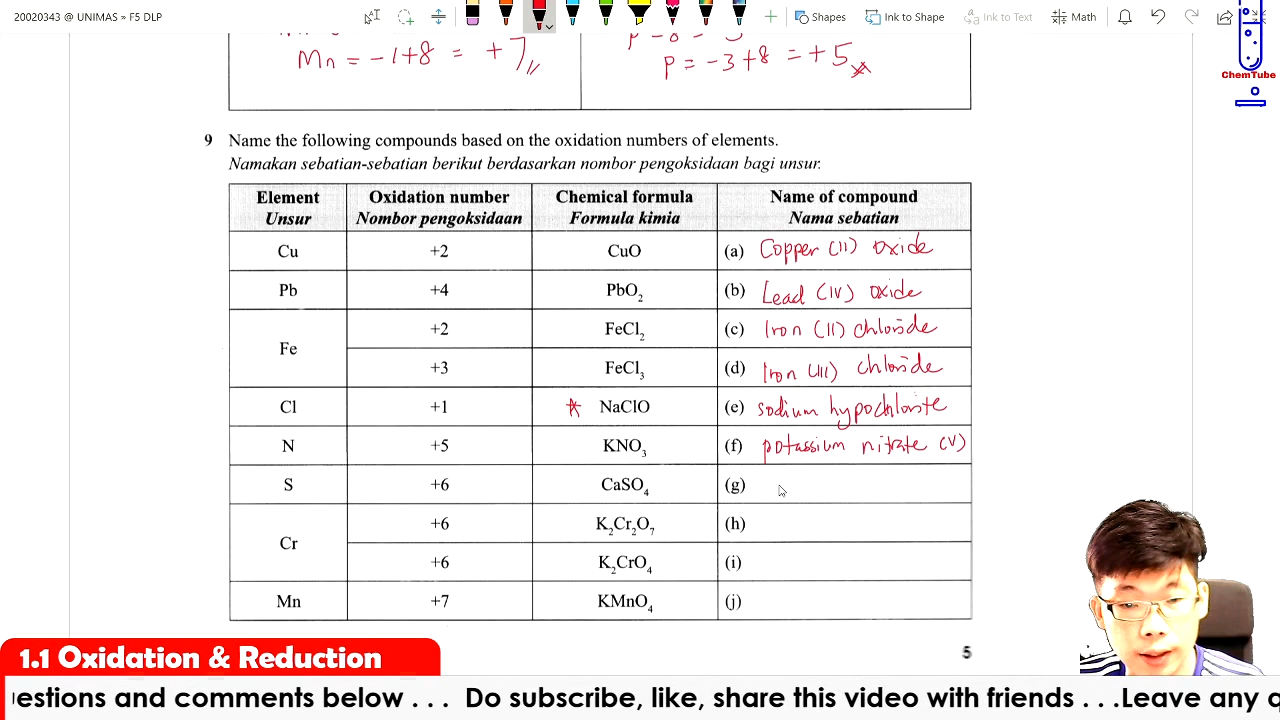 20020343 @ UNIMAS » F5 DLP
Shapes
Ink to Shape
Ink to Text
Math
ChemTube
Mn = -1+8 = +7
P = -3+8 = +5
9 Name the following compounds based on the oxidation numbers of elements.
Namakan sebatian-sebatian berikut berdasarkan nombor pengoksidaan bagi unsur.
Element Oxidation number Chemical formula Name of compound
Unsur Nombor pengoksidaan Formula kimia Nama sebatian
Cu +2 CuO (a) Copper (II) oxide
Pb +4 PbO₂ (b) Lead (IV) oxide
Fe +2 FeCl₂ (c) Iron (II) chloride
+3 FeCl₃ (d) Iron (III) chloride
Cl +1 NaClO (e) sodium hypochlorite
N +5 KNO₃ (f) potassium nitrate (V)
S +6 CaSO₄ (g)
Cr +6 K₂Cr₂O₇ (h)
+6 K₂CrO₄ (i)
Mn +7 KMnO₄ (j)
5
1.1 Oxidation & Reduction
uestions and comments below . . . Do subscribe, like, share this video with friends . . .Leave any q